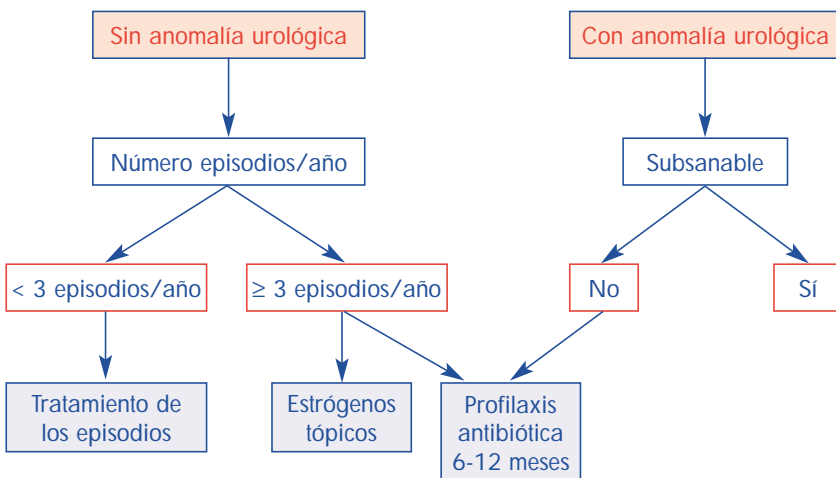 Sin anomalía urológica
Con anomalía urológica
Número episodios/año
Subsanable
< 3 episodios/año
≥ 3 episodios/año
No
Sí
Tratamiento de
los episodios
Estrógenos
tópicos
Profilaxis
antibiótica
6-12 meses